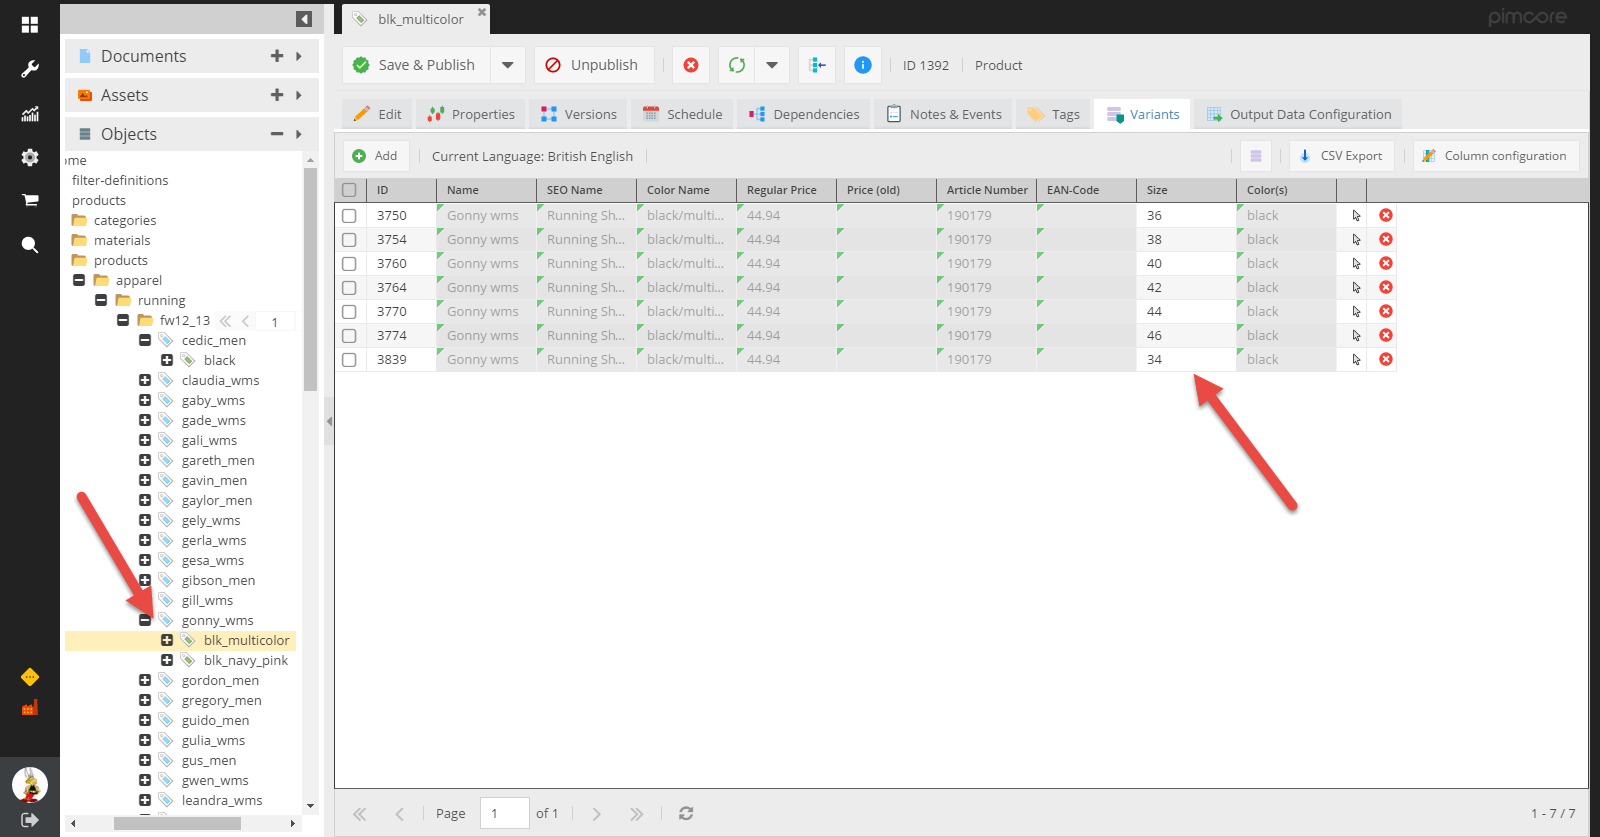 blk_multicolor
pimcore
Documents
Assets
Objects
ome
filter-definitions
products
categories
materials
products
apparel
running
fw12_13 1
cedic_men
black
claudia_wms
gaby_wms
gade_wms
gali_wms
gareth_men
gavin_men
gaylor_men
gely_wms
gerla_wms
gesa_wms
gibson_men
gill_wms
gonny_wms
blk_multicolor
blk_navy_pink
gordon_men
gregory_men
guido_men
gulia_wms
gus_men
gwen_wms
leandra_wms
Save & Publish Unpublish ID 1392 Product
Edit Properties Versions Schedule Dependencies Notes & Events Tags Variants Output Data Configuration
Add Current Language: British English CSV Export Column configuration
ID Name SEO Name Color Name Regular Price Price (old) Article Number EAN-Code Size Color(s)
3750 Gonny wms Running Sh... black/multi... 44.94 190179 36 black
3754 Gonny wms Running Sh... black/multi... 44.94 190179 38 black
3760 Gonny wms Running Sh... black/multi... 44.94 190179 40 black
3764 Gonny wms Running Sh... black/multi... 44.94 190179 42 black
3770 Gonny wms Running Sh... black/multi... 44.94 190179 44 black
3774 Gonny wms Running Sh... black/multi... 44.94 190179 46 black
3839 Gonny wms Running Sh... black/multi... 44.94 190179 34 black
Page 1 of 1 1 - 7 / 7